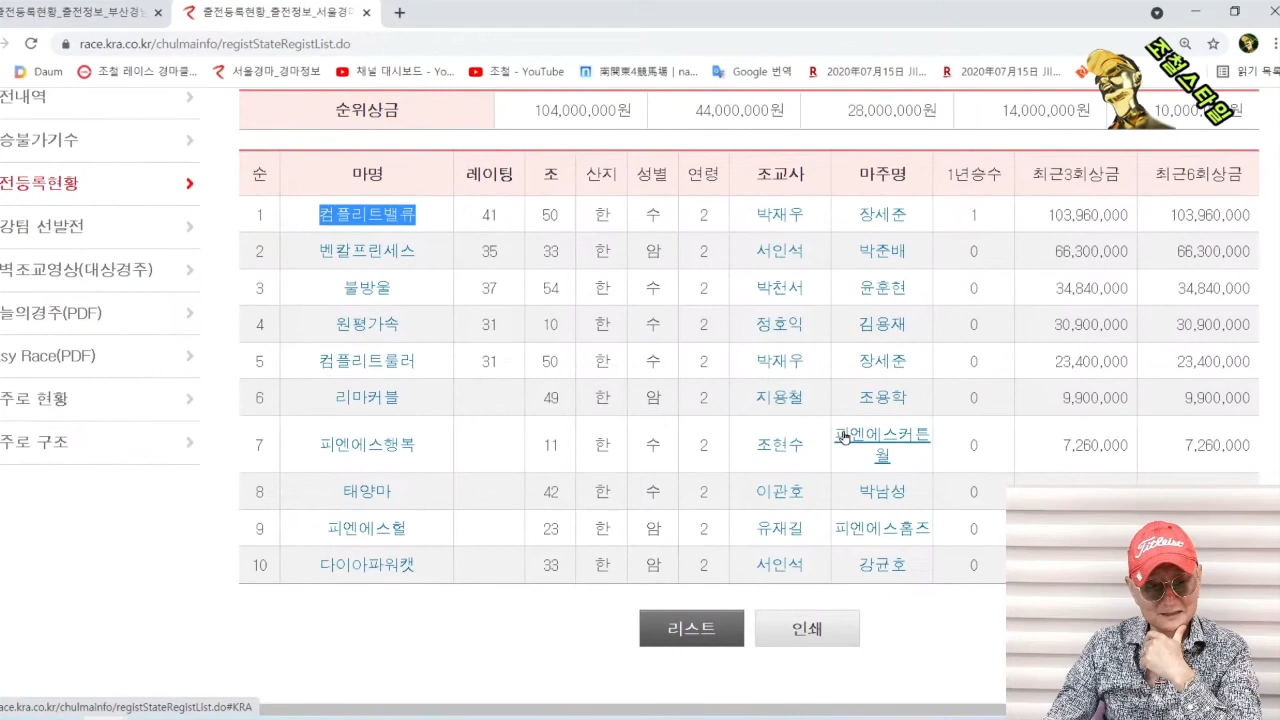 출전등록현황_출전정보_부산경남
출전등록현황_출전정보_서울경마
race.kra.co.kr/chulmainfo/registStateRegistList.do
Daum 조철 레이스 경마클... 서울경마_경마정보 채널 대시보드 - Yo... 조철 - YouTube 南関東4競馬場 | na... Google 번역 2020年07月15日 川... 2020年07月15日 川... 읽기 목록
조철스타일
전내역
승불가기수
전등록현황
강팀 선발전
벽조교영상(대상경주)
늘의경주(PDF)
sy Race(PDF)
주로 현황
주로 구조
순위상금 104,000,000원 44,000,000원 28,000,000원 14,000,000원
순 마명 레이팅 조 산지 성별 연령 조교사 마주명 1년승수 최근3회상금 최근6회상금
1 컴플리트밸류 41 50 한 수 2 박재우 장세준 1 103,960,000 103,960,000
2 벤칼프린세스 35 33 한 암 2 서인석 박준배 0 66,300,000 66,300,000
3 불방울 37 54 한 수 2 박천서 윤훈현 0 34,840,000 34,840,000
4 원평가속 31 10 한 수 2 정호익 김용재 0 30,900,000 30,900,000
5 컴플리트룰러 31 50 한 수 2 박재우 장세준 0 23,400,000 23,400,000
6 리마커블 49 한 암 2 지용철 조용학 0 9,900,000 9,900,000
7 피엔에스행복 11 한 수 2 조현수 피엔에스커튼
월 0 7,260,000 7,260,000
8 태양마 42 한 수 2 이관호 박남성 0
9 피엔에스헐 23 한 암 2 유재길 피엔에스홈즈 0
10 다이아파워캣 33 한 암 2 서인석 강균호 0
리스트 인쇄
Titleist
race.kra.co.kr/chulmainfo/registStateRegistList.do#KRA